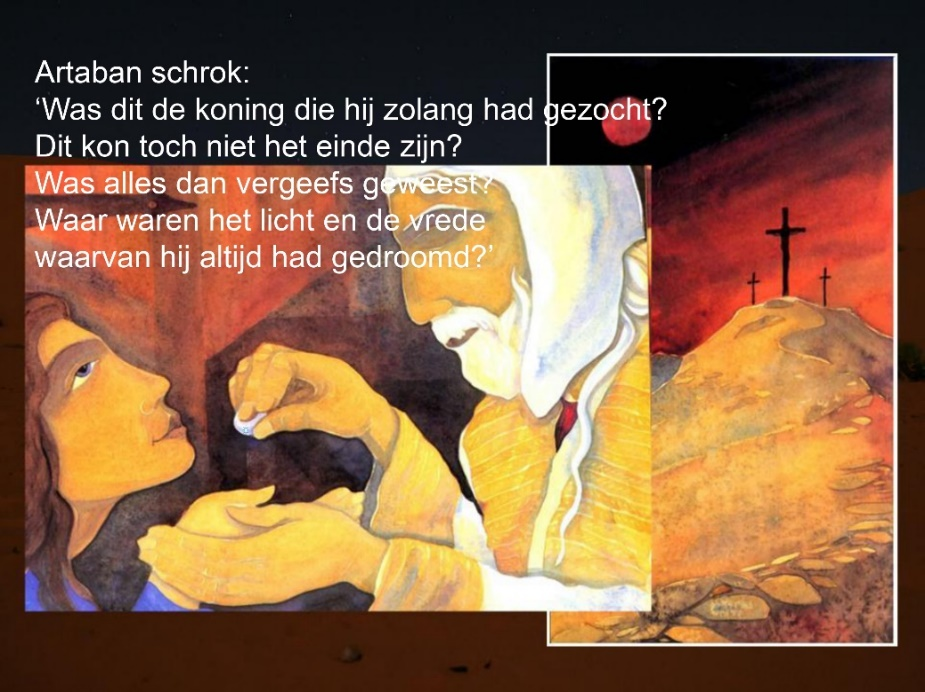 Artaban schrok:
‘Was dit de koning die hij zolang had gezocht?
Dit kon toch niet het einde zijn?
Was alles dan vergeefs geweest?
Waar waren het licht en de vrede
waarvan hij altijd had gedroomd?’